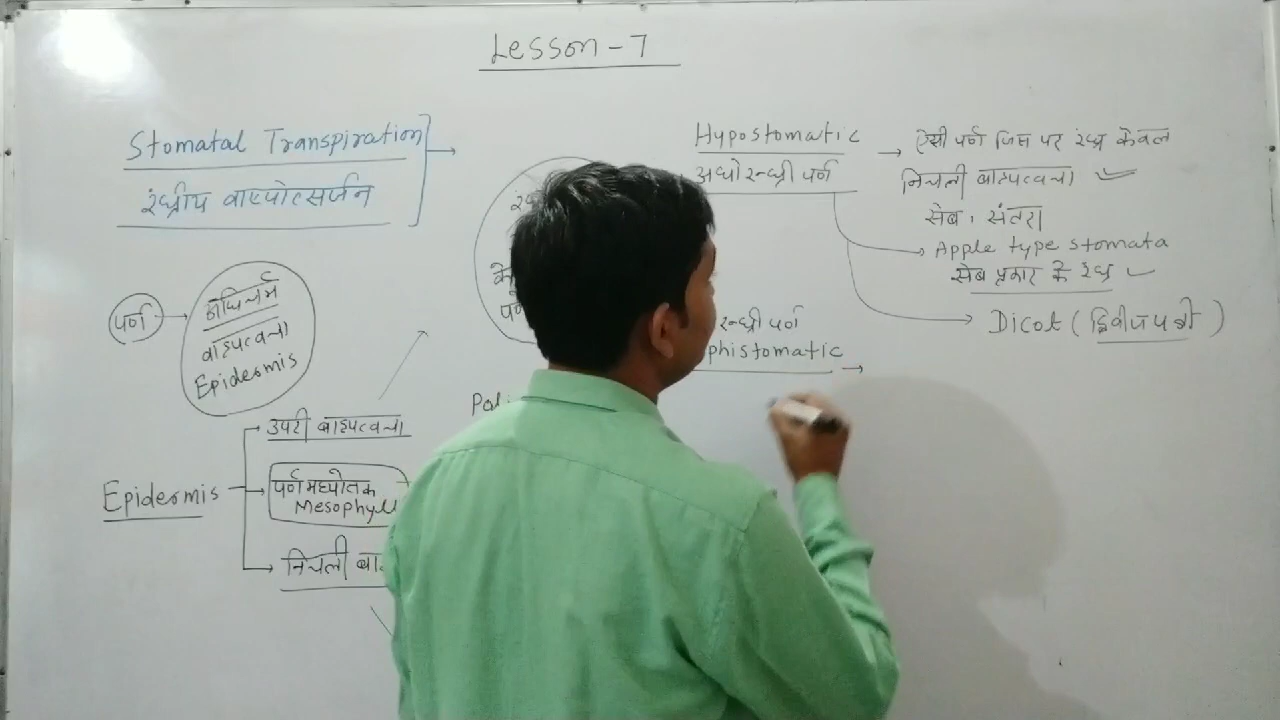 Lesson - 7
Stomatal Transpiration
रंध्रीय वाष्पोत्सर्जन
पर्ण
अधिचर्म
वाह्यत्वचा
Epidermis
Epidermis
उपरी बाह्यत्वचा
पर्णमध्योतक
Mesophyll
निचली
Hypostomatic
अधोरन्ध्री पर्ण
ऐसी पर्ण जिस पर रंध्र केवल
निचली बाह्यत्वचा
सेब, संतरा
Apple type stomata
सेब प्रकार के रंध्र
Dicot (द्विबीजपत्री)
रन्ध्री पर्ण
phistomatic